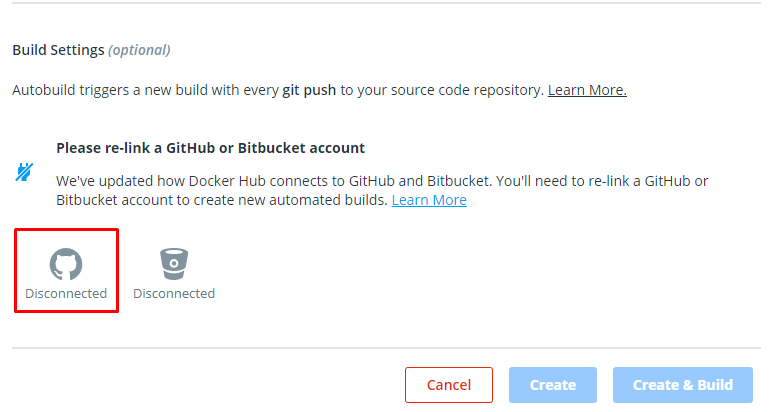 Build Settings (optional)
Autobuild triggers a new build with every git push to your source code repository. Learn More.
Please re-link a GitHub or Bitbucket account
We've updated how Docker Hub connects to GitHub and Bitbucket. You'll need to re-link a GitHub or
Bitbucket account to create new automated builds. Learn More
Disconnected Disconnected
Cancel Create Create & Build